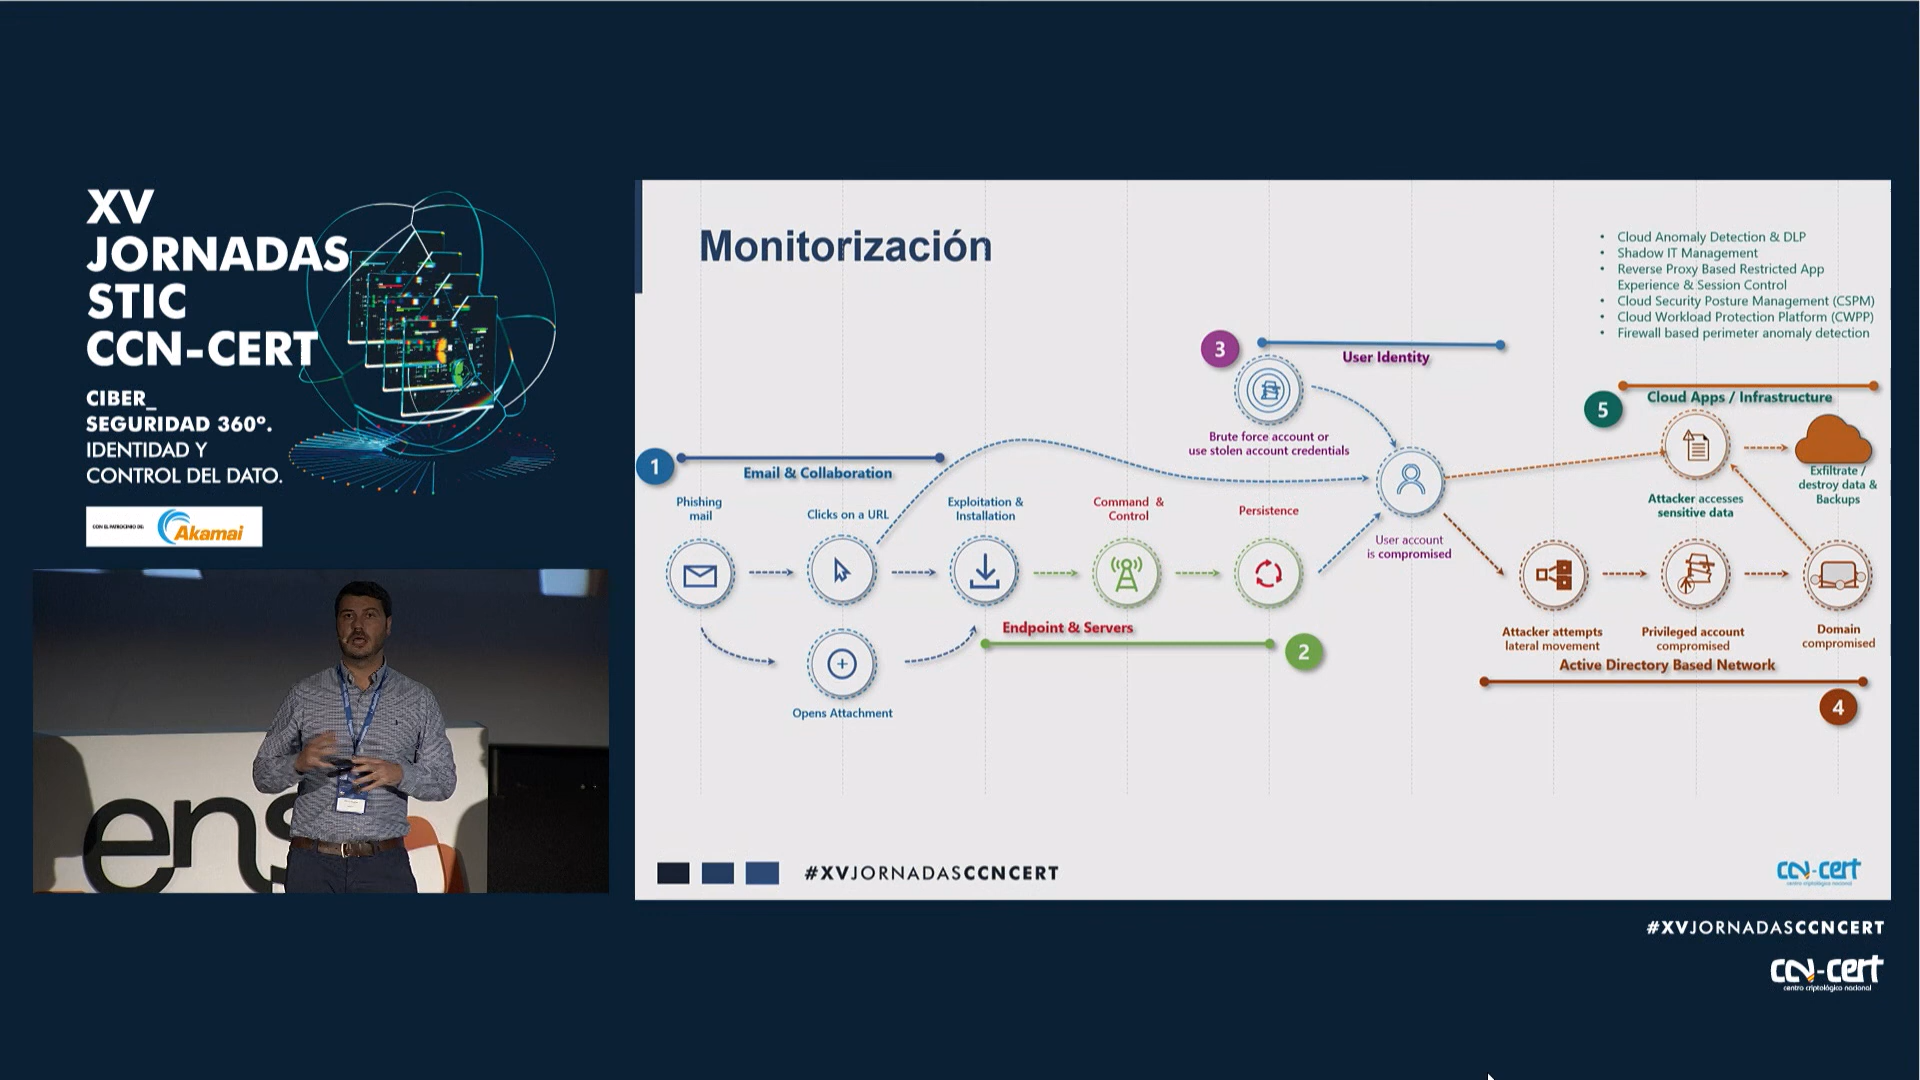 XV
JORNADAS
STIC
CCN-CERT
CIBER_
SEGURIDAD 360º.
IDENTIDAD Y
CONTROL DEL DATO.
CON EL PATROCINIO DE:
Akamai
ens
Monitorización
• Cloud Anomaly Detection & DLP
• Shadow IT Management
• Reverse Proxy Based Restricted App
Experience & Session Control
• Cloud Security Posture Management (CSPM)
• Cloud Workload Protection Platform (CWPP)
• Firewall based perimeter anomaly detection
3
User Identity
Brute force account or
use stolen account credentials
5
Cloud Apps / Infrastructure
Exfiltrate /
destroy data &
Backups
Attacker accesses
sensitive data
1
Email & Collaboration
Phishing
mail
Clicks on a URL
Exploitation &
Installation
Command &
Control
Persistence
User account
is compromised
Opens Attachment
Endpoint & Servers
2
Attacker attempts
lateral movement
Privileged account
compromised
Domain
compromised
Active Directory Based Network
4
#XVJORNADASCCNCERT
ccn-cert
centro criptológico nacional
#XVJORNADASCCNCERT
ccn-cert
centro criptológico nacional